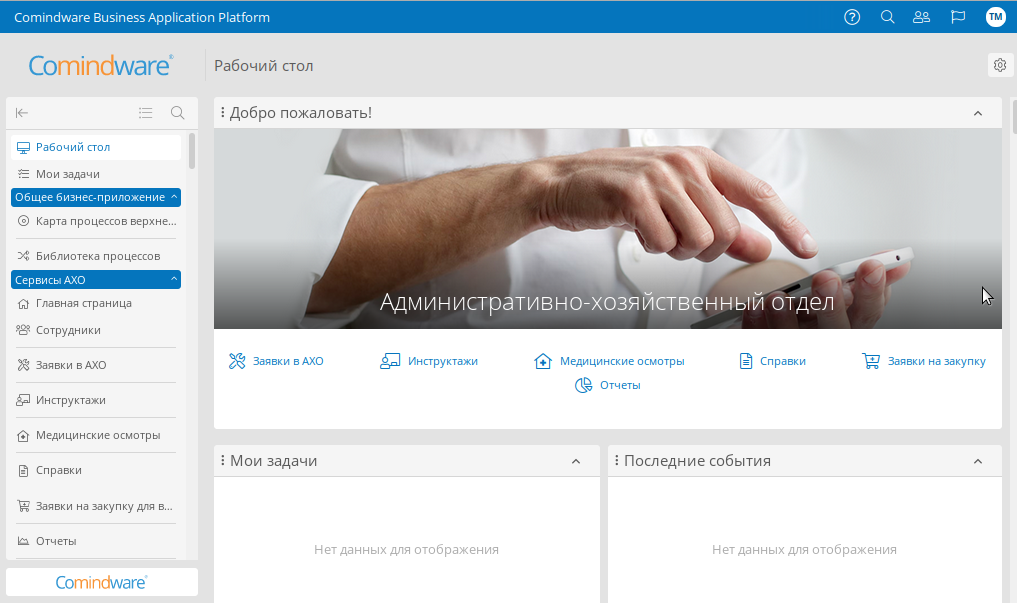 Comindware Business Application Platform
TM
Comindware®
Рабочий стол
Рабочий стол
Мои задачи
Общее бизнес-приложение
Карта процессов верхне...
Библиотека процессов
Сервисы АХО
Главная страница
Сотрудники
Заявки в АХО
Инструктажи
Медицинские осмотры
Справки
Заявки на закупку для в...
Отчеты
Comindware®
Добро пожаловать!
Административно-хозяйственный отдел
Заявки в АХО Инструктажи Медицинские осмотры Справки Заявки на закупку
Отчеты
Мои задачи
Нет данных для отображения
Последние события
Нет данных для отображения